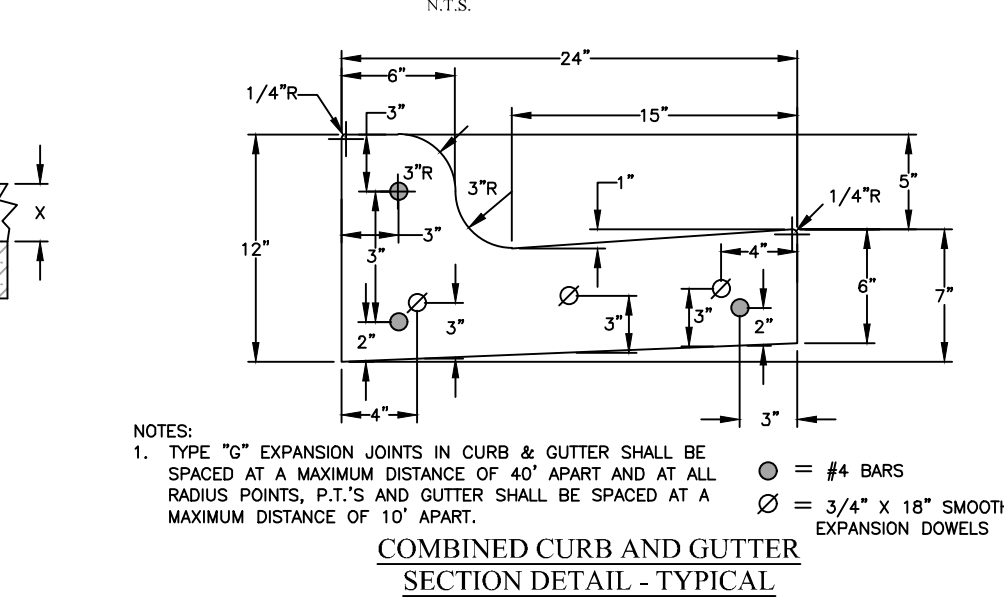 N.T.S.
24"
6"
1/4"R
3"
15"
3"R
3"R
1"
5"
1/4"R
X
12"
3"
3"
4"
6"
7"
2"
3"
3"
3"
2"
4"
3"
NOTES:
1. TYPE "G" EXPANSION JOINTS IN CURB & GUTTER SHALL BE
SPACED AT A MAXIMUM DISTANCE OF 40' APART AND AT ALL
RADIUS POINTS, P.T.'S AND GUTTER SHALL BE SPACED AT A
MAXIMUM DISTANCE OF 10' APART.
= #4 BARS
= 3/4" X 18" SMOOTH
EXPANSION DOWELS
COMBINED CURB AND GUTTER
SECTION DETAIL - TYPICAL